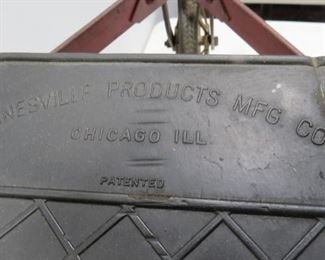 NESVILLE PRODUCTS MFG CO
CHICAGO ILL
PATENTED